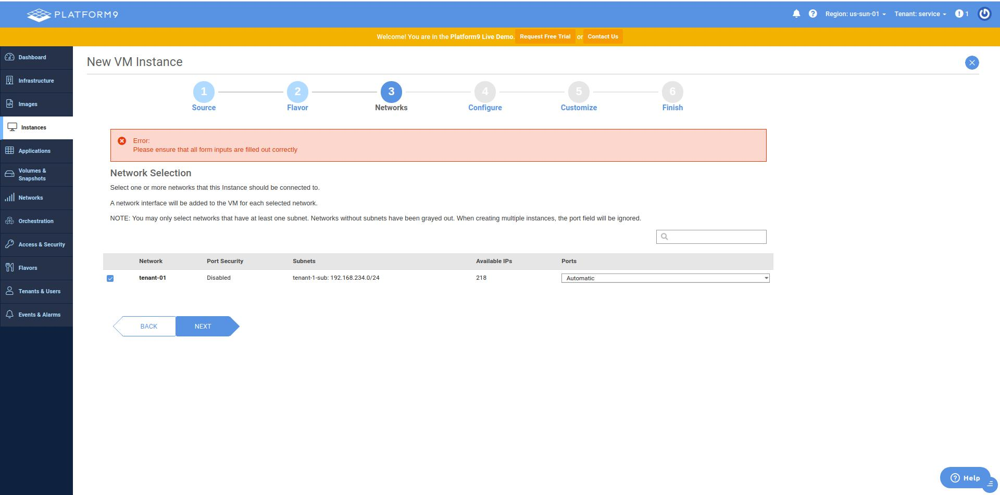 PLATFORM9
Region: us-sun-01 Tenant: service 1
Welcome! You are in the Platform9 Live Demo. Request Free Trial or Contact Us
Dashboard
Infrastructure
Images
Instances
Applications
Volumes &
Snapshots
Networks
Orchestration
Access & Security
Flavors
Tenants & Users
Events & Alarms
New VM Instance
1 2 3 4 5 6
Source Flavor Networks Configure Customize Finish
Error:
Please ensure that all form inputs are filled out correctly
Network Selection
Select one or more networks that this Instance should be connected to.
A network interface will be added to the VM for each selected network.
NOTE: You may only select networks that have at least one subnet. Networks without subnets have been grayed out. When creating multiple instances, the port field will be ignored.
Network Port Security Subnets Available IPs Ports
tenant-01 Disabled tenant-1-sub: 192.168.234.0/24 218 Automatic
BACK NEXT
Help